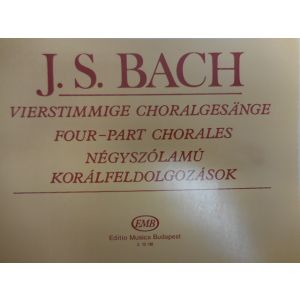 J. S. BACH
VIERSTIMMIGE CHORALGESÄNGE
FOUR-PART CHORALES
NÉGYSZÓLAMÚ
KORÁLFELDOLGOZÁSOK
EMB
Editio Musica Budapest